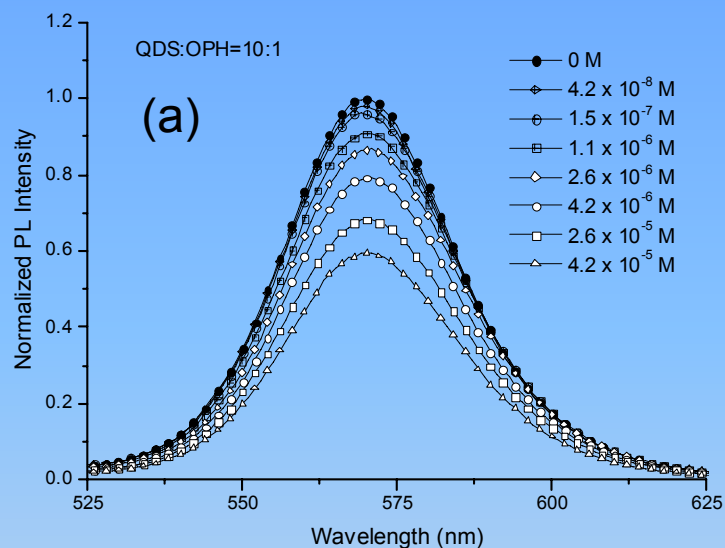 QDS:OPH=10:1
(a)
0 M
4.2 x 10⁻⁸ M
1.5 x 10⁻⁷ M
1.1 x 10⁻⁶ M
2.6 x 10⁻⁶ M
4.2 x 10⁻⁶ M
2.6 x 10⁻⁵ M
4.2 x 10⁻⁵ M
Normalized PL Intensity
1.2
1.0
0.8
0.6
0.4
0.2
0.0
525 550 575 600 625
Wavelength (nm)